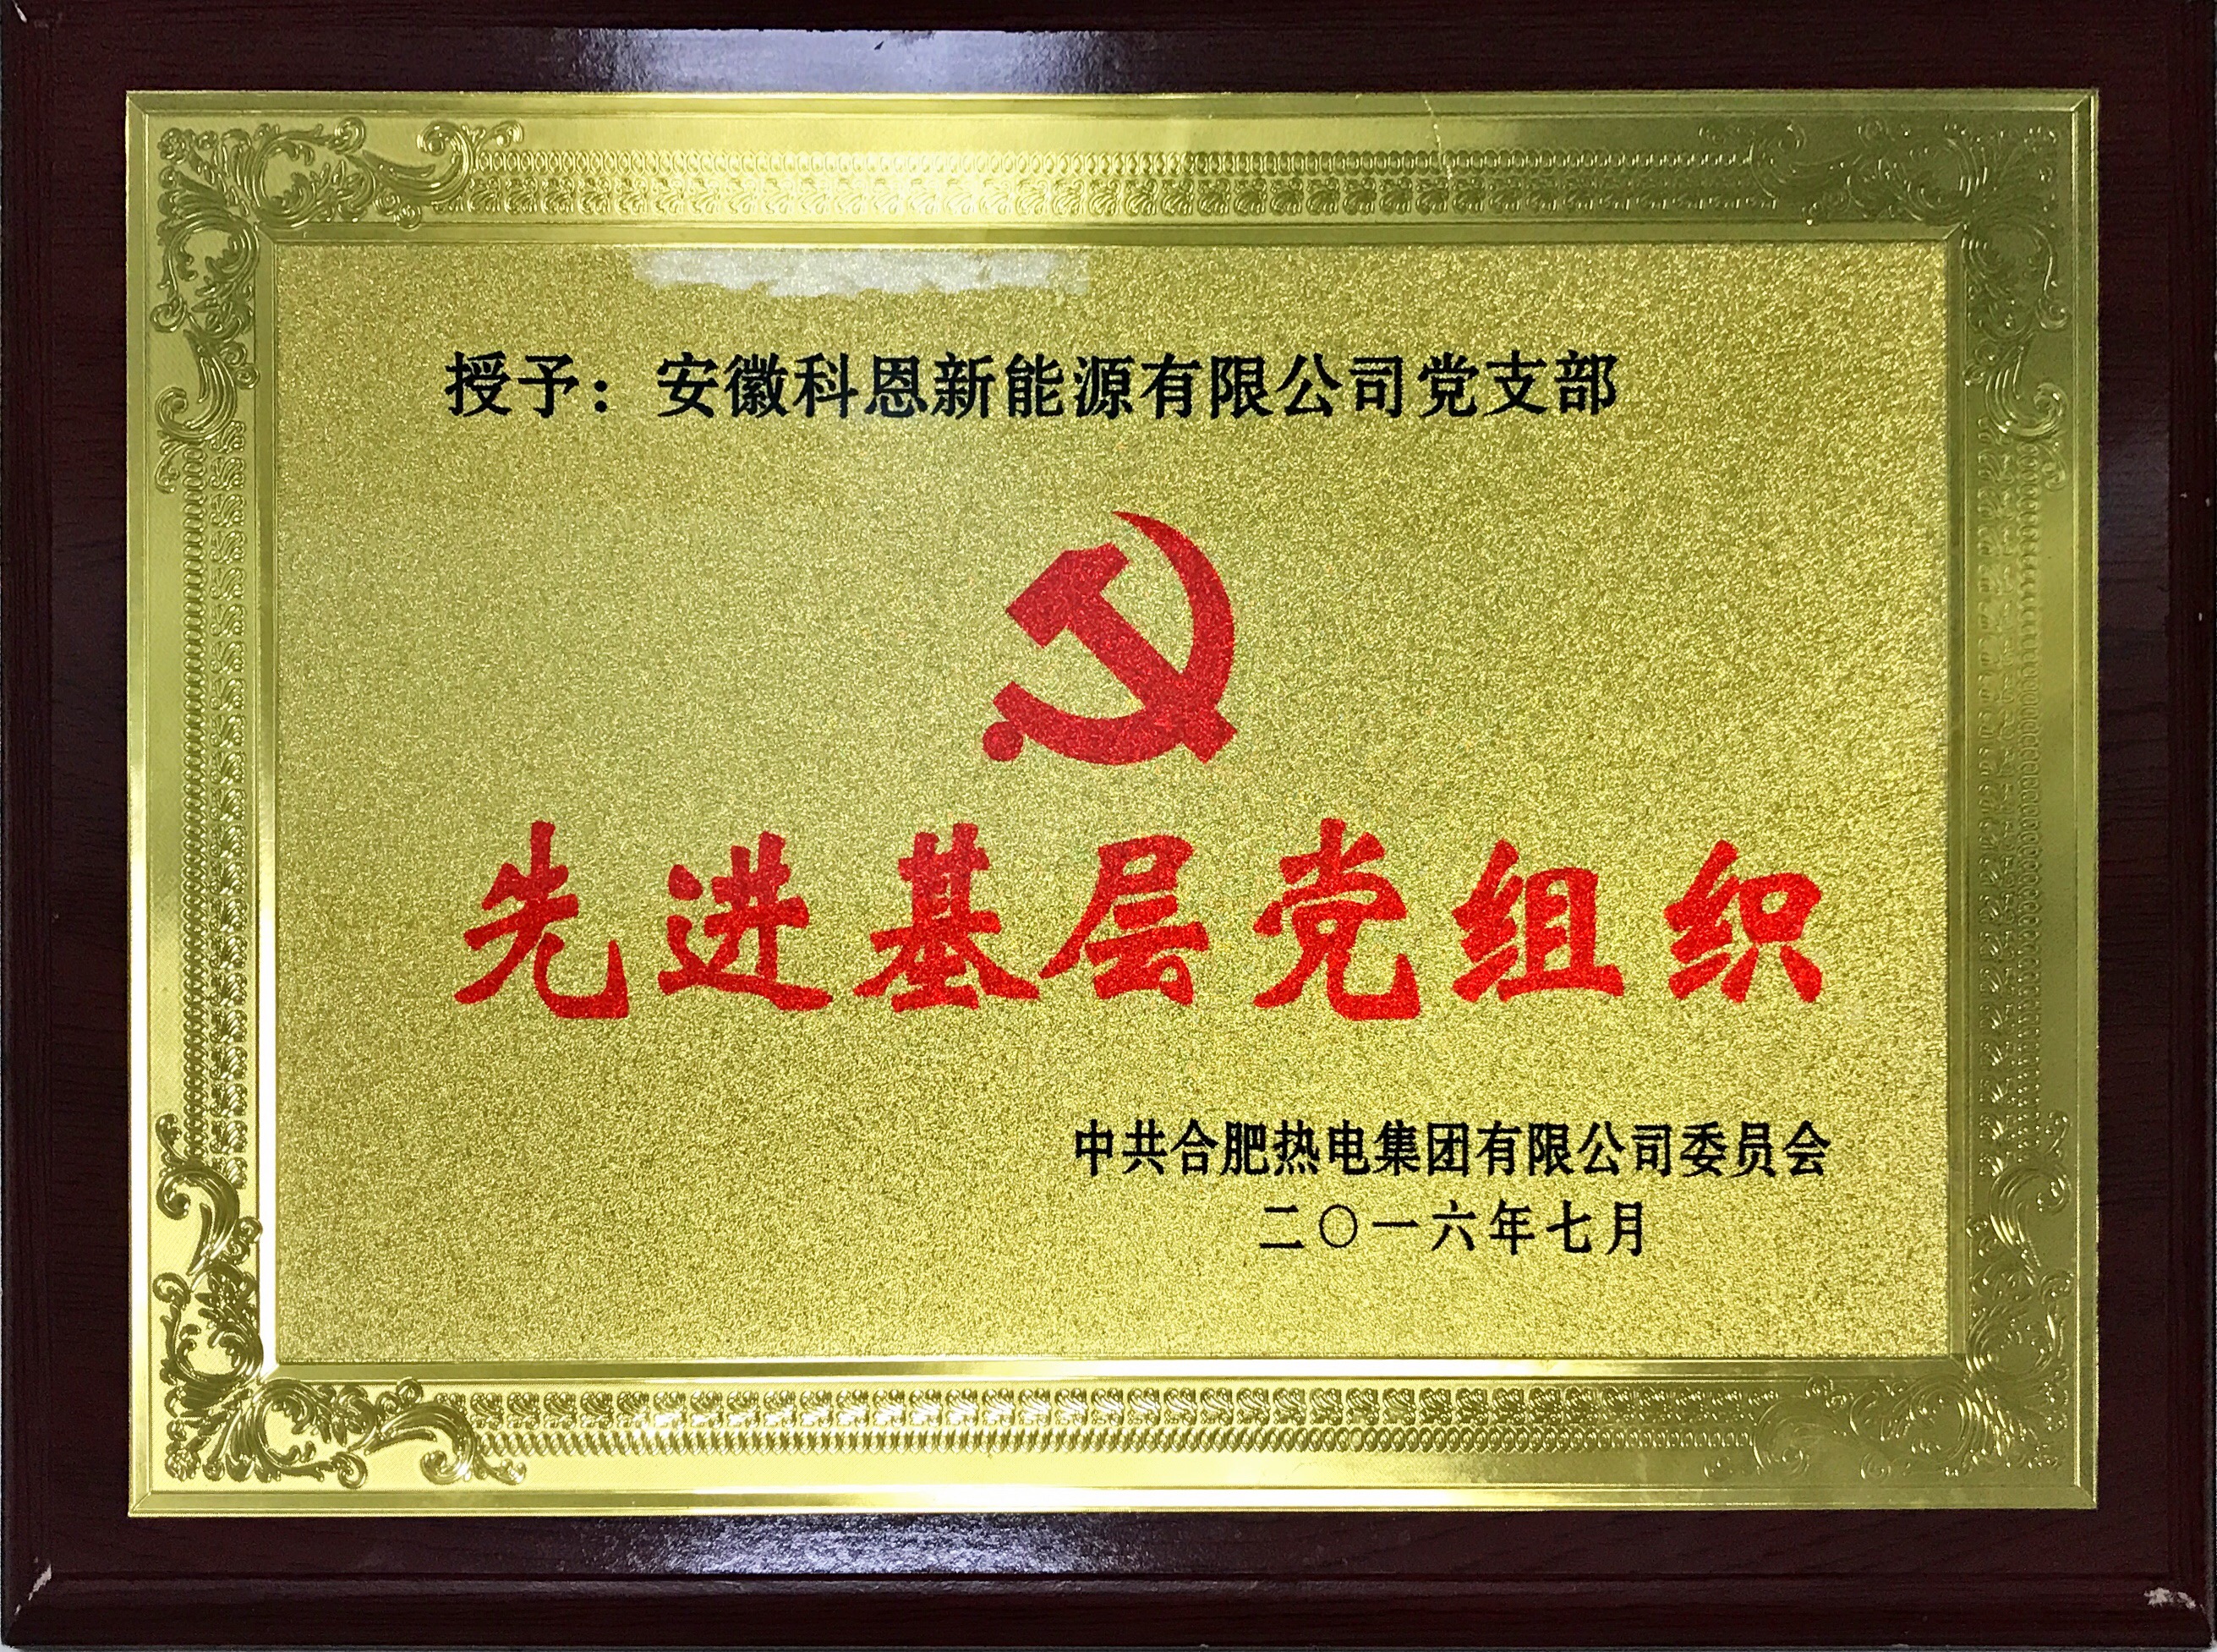 授予：安徽科恩新能源有限公司党支部
先进基层党组织
中共合肥热电集团有限公司委员会
二〇一六年七月